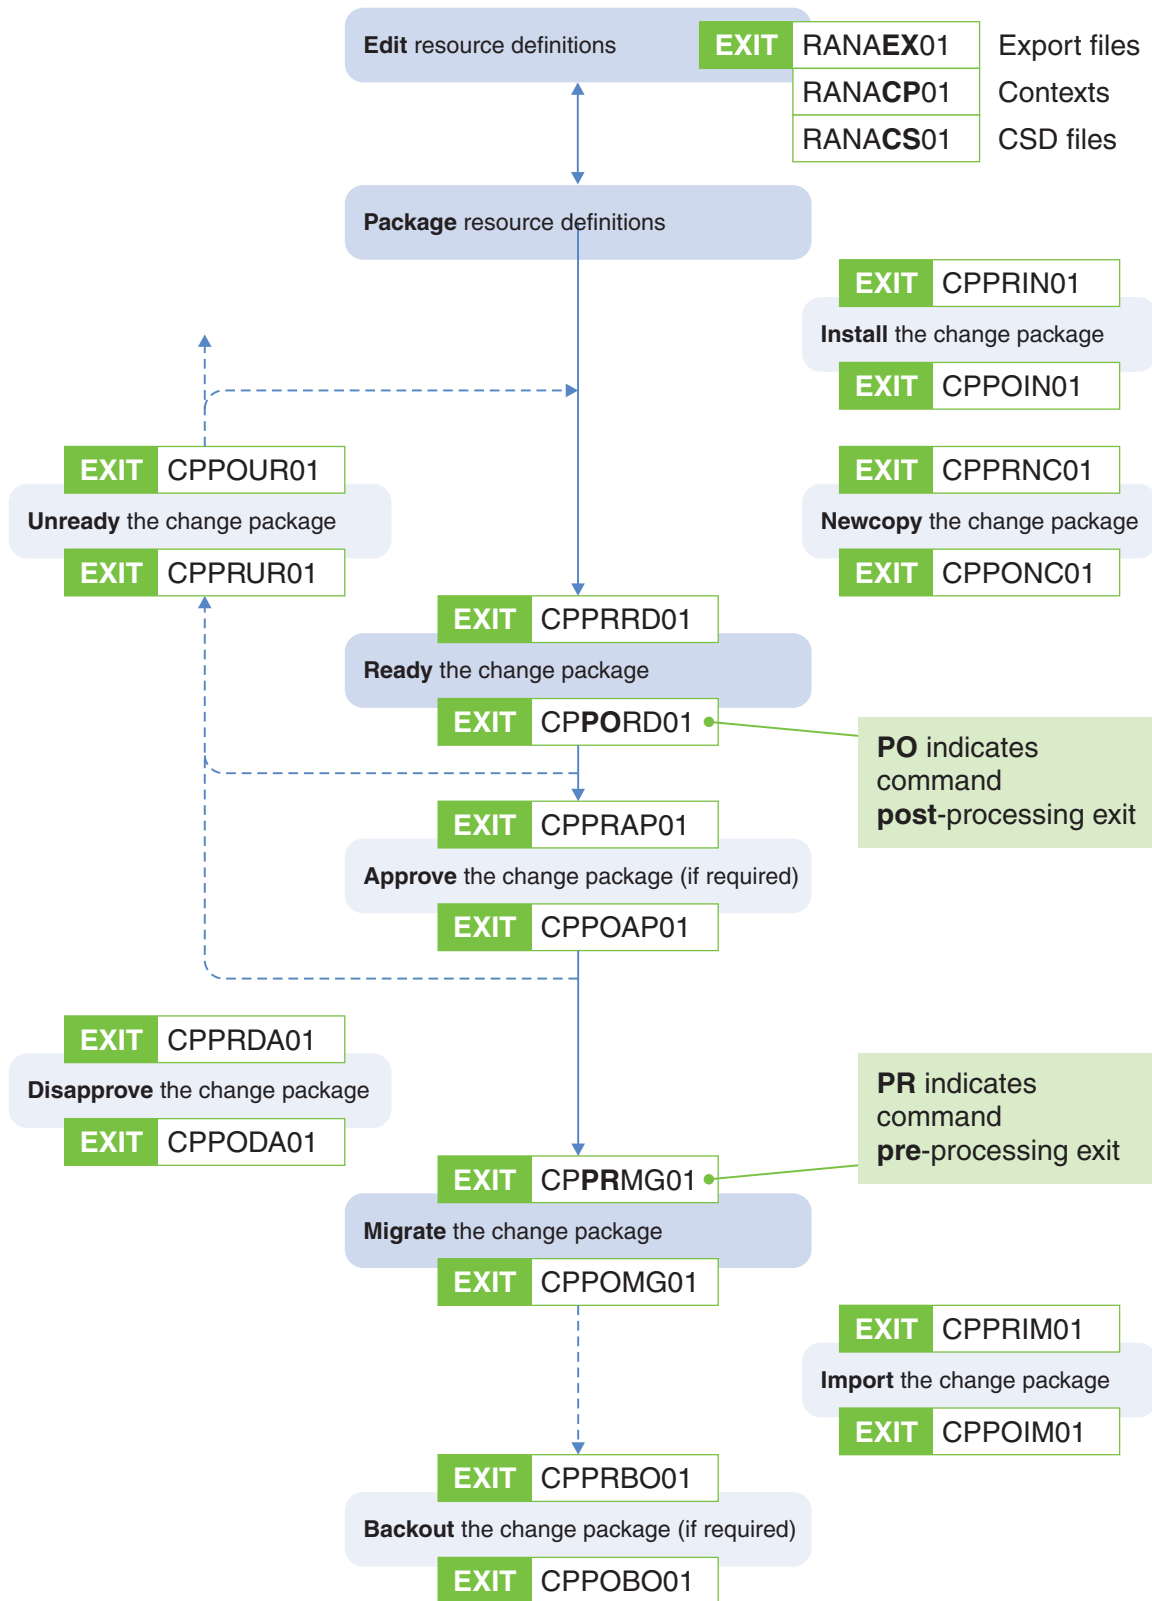 Edit resource definitions
EXIT RANAEX01 Export files
RANACP01 Contexts
RANACS01 CSD files
Package resource definitions
EXIT CPPRIN01
Install the change package
EXIT CPPOIN01
EXIT CPPOUR01
Unready the change package
EXIT CPPRUR01
EXIT CPPRNC01
Newcopy the change package
EXIT CPPONC01
EXIT CPPRRD01
Ready the change package
EXIT CPPORD01
PO indicates
command
post-processing exit
EXIT CPPRAP01
Approve the change package (if required)
EXIT CPPOAP01
EXIT CPPRDA01
Disapprove the change package
EXIT CPPODA01
PR indicates
command
pre-processing exit
EXIT CPPRMG01
Migrate the change package
EXIT CPPOMG01
EXIT CPPRIM01
Import the change package
EXIT CPPOIM01
EXIT CPPRBO01
Backout the change package (if required)
EXIT CPPOBO01